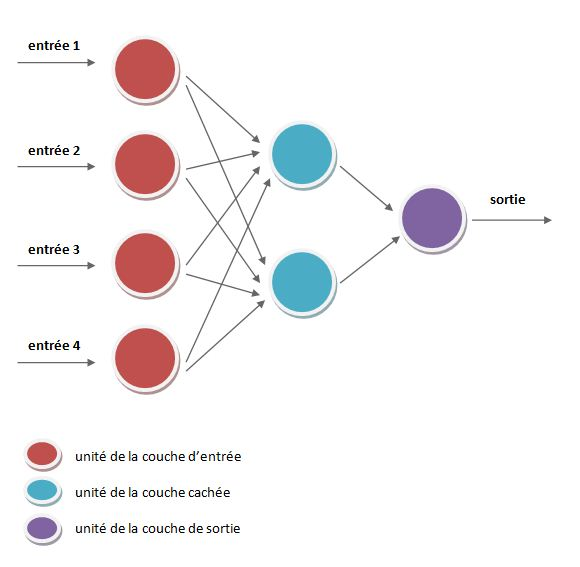 entrée 1
entrée 2
entrée 3
entrée 4
sortie
unité de la couche d’entrée
unité de la couche cachée
unité de la couche de sortie